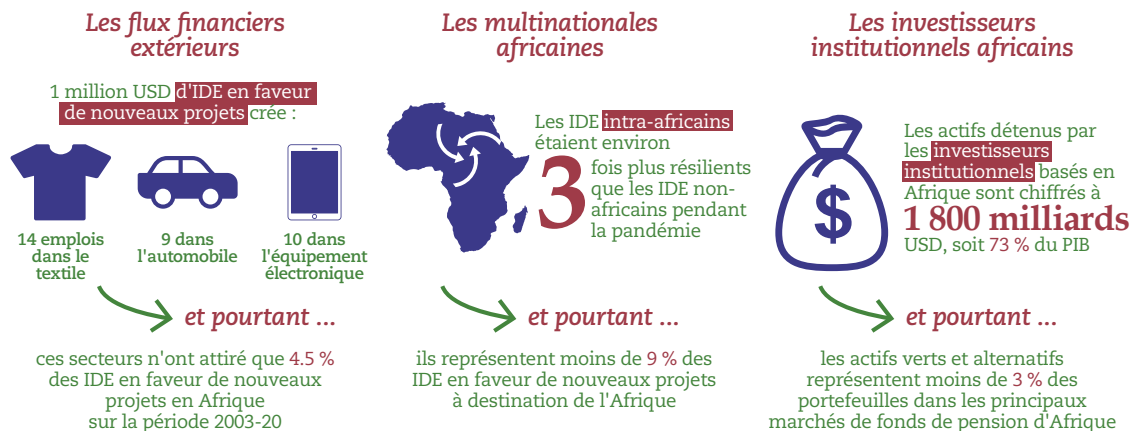 Les flux financiers
extérieurs
1 million USD d'IDE en faveur
de nouveaux projets crée :
14 emplois
dans le
textile
9 dans
l'automobile
10 dans
l'équipement
électronique
et pourtant ...
ces secteurs n'ont attiré que 4.5 %
des IDE en faveur de nouveaux
projets en Afrique
sur la période 2003-20
Les multinationales
africaines
Les IDE intra-africains
étaient environ
3
fois plus résilients
que les IDE non-
africains pendant
la pandémie
et pourtant ...
ils représentent moins de 9 % des
IDE en faveur de nouveaux projets
à destination de l'Afrique
Les investisseurs
institutionnels africains
$
Les actifs détenus par
les investisseurs
institutionnels basés en
Afrique sont chiffrés à
1 800 milliards
USD, soit 73 % du PIB
et pourtant ...
les actifs verts et alternatifs
représentent moins de 3 % des
portefeuilles dans les principaux
marchés de fonds de pension d'Afrique